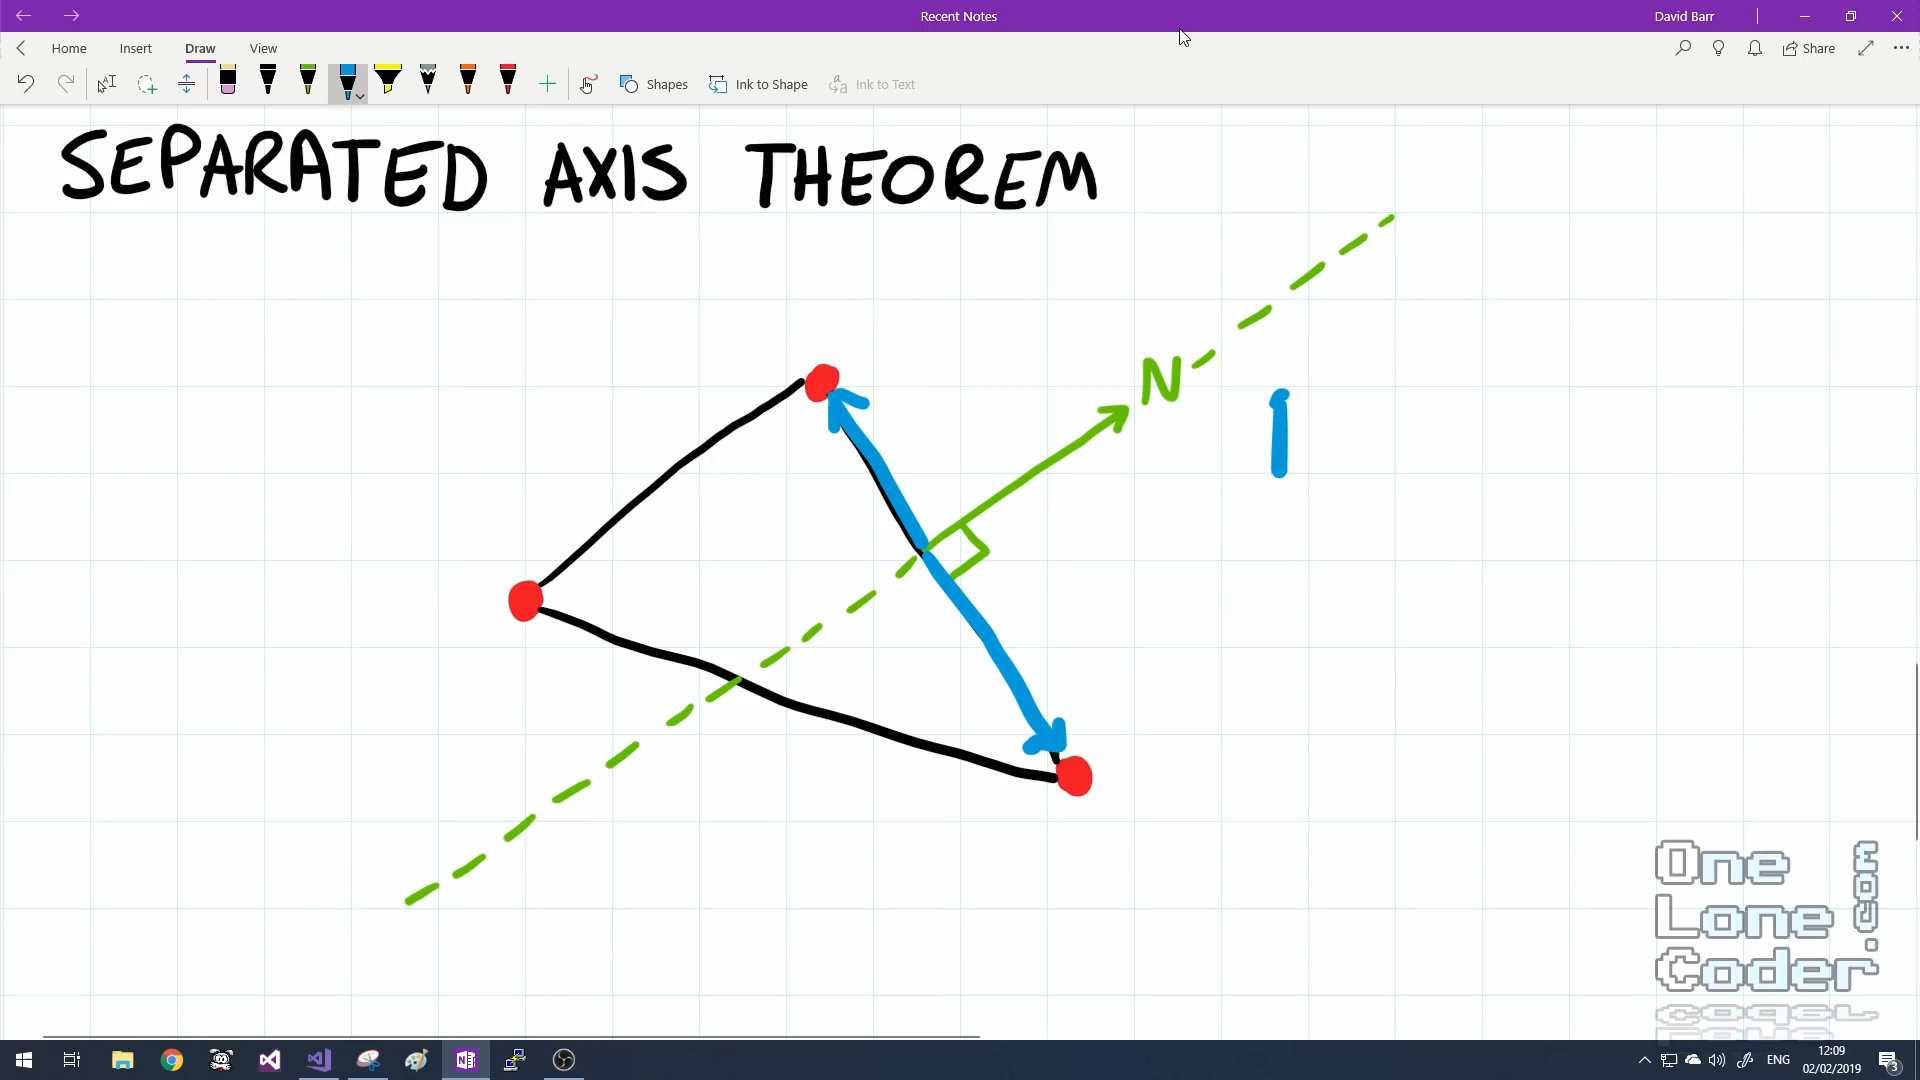 Recent Notes
David Barr
Home
Insert
Draw
View
Share
Shapes
Ink to Shape
Ink to Text
SEPARATED AXIS THEOREM
N
One
Lone
Coder
.com
ENG
12:09
02/02/2019
3